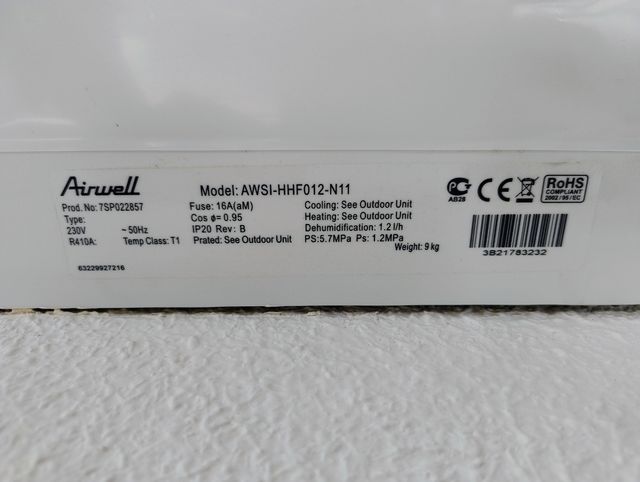 Airwell
Model: AWSI-HHF012-N11
Prod. No: 7SP022857
Type:
230V ~ 50Hz
R410A: Temp Class: T1
Fuse: 16A(aM)
Cos ϕ= 0.95
IP20 Rev: B
Prated: See Outdoor Unit
Cooling: See Outdoor Unit
Heating: See Outdoor Unit
Dehumidification: 1.2 l/h
PS:5.7MPa Ps: 1.2MPa
Weight: 9 kg
63229927216
AB28
CE
RoHS
COMPLIANT
2002 / 95 / EC
3B21783232